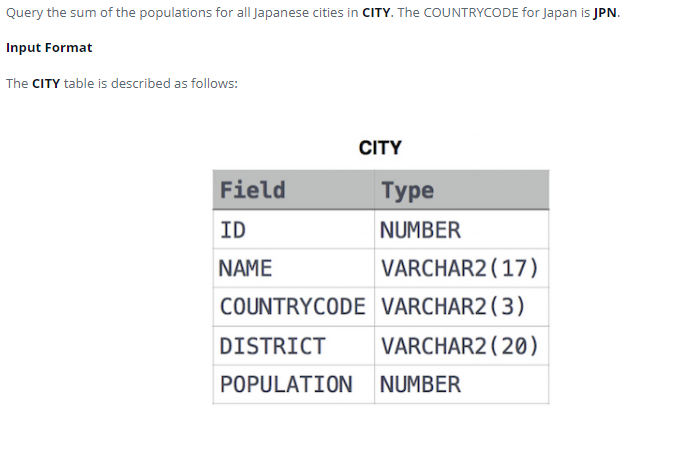 Query the sum of the populations for all Japanese cities in CITY. The COUNTRYCODE for Japan is JPN.
Input Format
The CITY table is described as follows:
CITY
Field Type
ID NUMBER
NAME VARCHAR2(17)
COUNTRYCODE VARCHAR2(3)
DISTRICT VARCHAR2(20)
POPULATION NUMBER